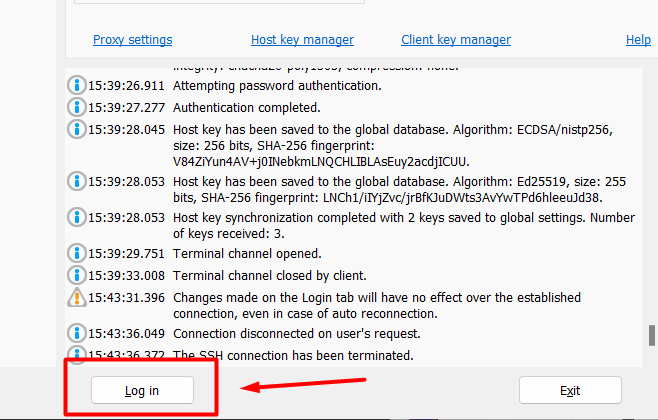 Proxy settings Host key manager Client key manager Help
integrity: chacha20-poly1305, compression: none.
15:39:26.911 Attempting password authentication.
15:39:27.277 Authentication completed.
15:39:28.045 Host key has been saved to the global database. Algorithm: ECDSA/nistp256,
size: 256 bits, SHA-256 fingerprint:
V84ZiYun4AV+j0INebkmLNQCHLIBLAsEuy2acdjICUU.
15:39:28.053 Host key has been saved to the global database. Algorithm: Ed25519, size: 255
bits, SHA-256 fingerprint: LNCh1/iIYjZvc/jrBfKJuDWts3AvYwTPd6hleeuJd38.
15:39:28.053 Host key synchronization completed with 2 keys saved to global settings. Number
of keys received: 3.
15:39:29.751 Terminal channel opened.
15:39:33.008 Terminal channel closed by client.
15:43:31.396 Changes made on the Login tab will have no effect over the established
connection, even in case of auto reconnection.
15:43:36.049 Connection disconnected on user's request.
15:43:36.372 The SSH connection has been terminated.
Log in Exit